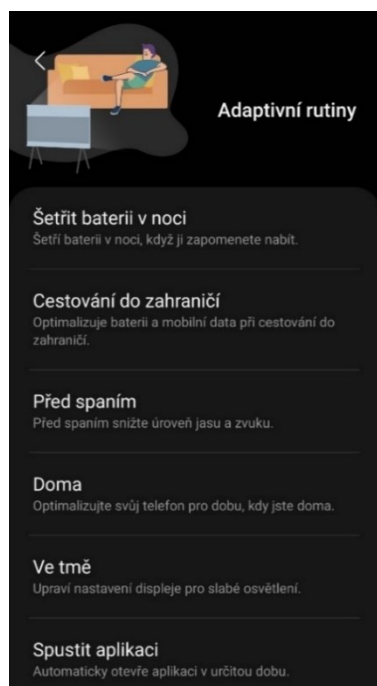 Adaptivní rutiny
Šetřit baterii v noci
Šetří baterii v noci, když ji zapomenete nabít.
Cestování do zahraničí
Optimalizuje baterii a mobilní data při cestování do
zahraničí.
Před spaním
Před spaním snižte úroveň jasu a zvuku.
Doma
Optimalizujte svůj telefon pro dobu, kdy jste doma.
Ve tmě
Upraví nastavení displeje pro slabé osvětlení.
Spustit aplikaci
Automaticky otevře aplikaci v určitou dobu.